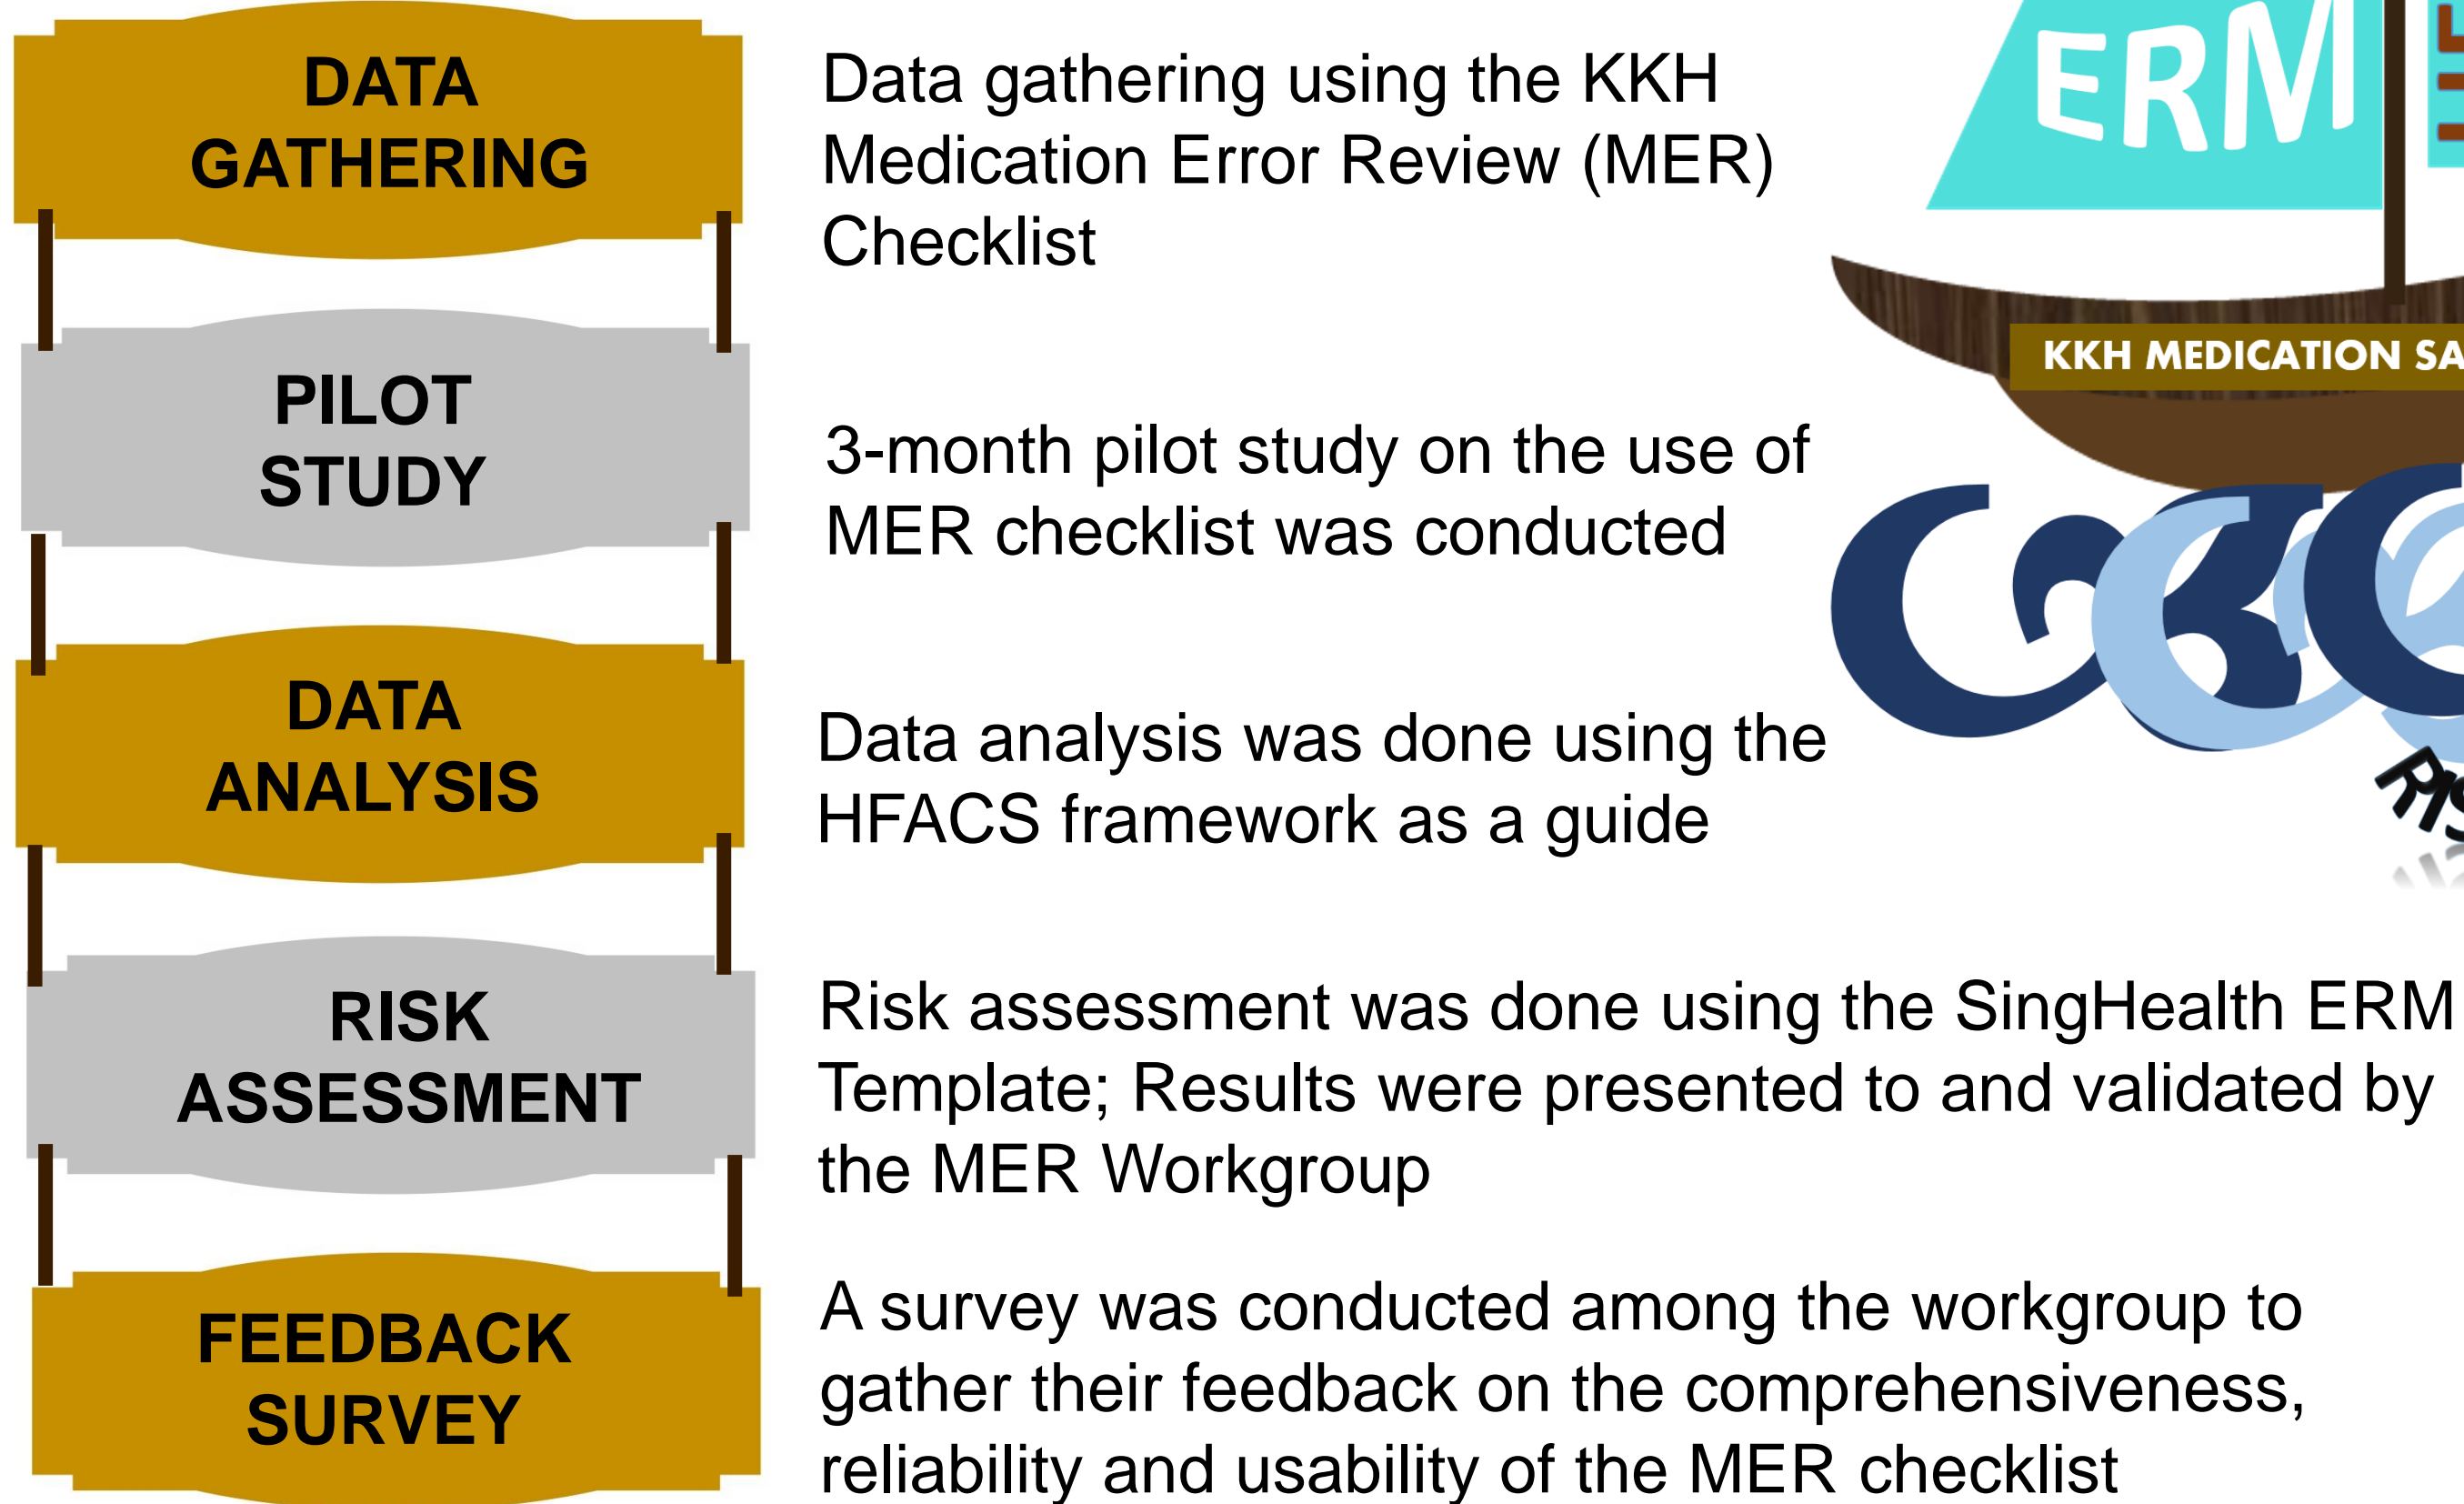 DATA
GATHERING
Data gathering using the KKH
Medication Error Review (MER)
Checklist
PILOT
STUDY
3-month pilot study on the use of
MER checklist was conducted
DATA
ANALYSIS
Data analysis was done using the
HFACS framework as a guide
RISK
ASSESSMENT
Risk assessment was done using the SingHealth ERM
Template; Results were presented to and validated by
the MER Workgroup
FEEDBACK
SURVEY
A survey was conducted among the workgroup to
gather their feedback on the comprehensiveness,
reliability and usability of the MER checklist
ERM
KKH MEDICATION SA